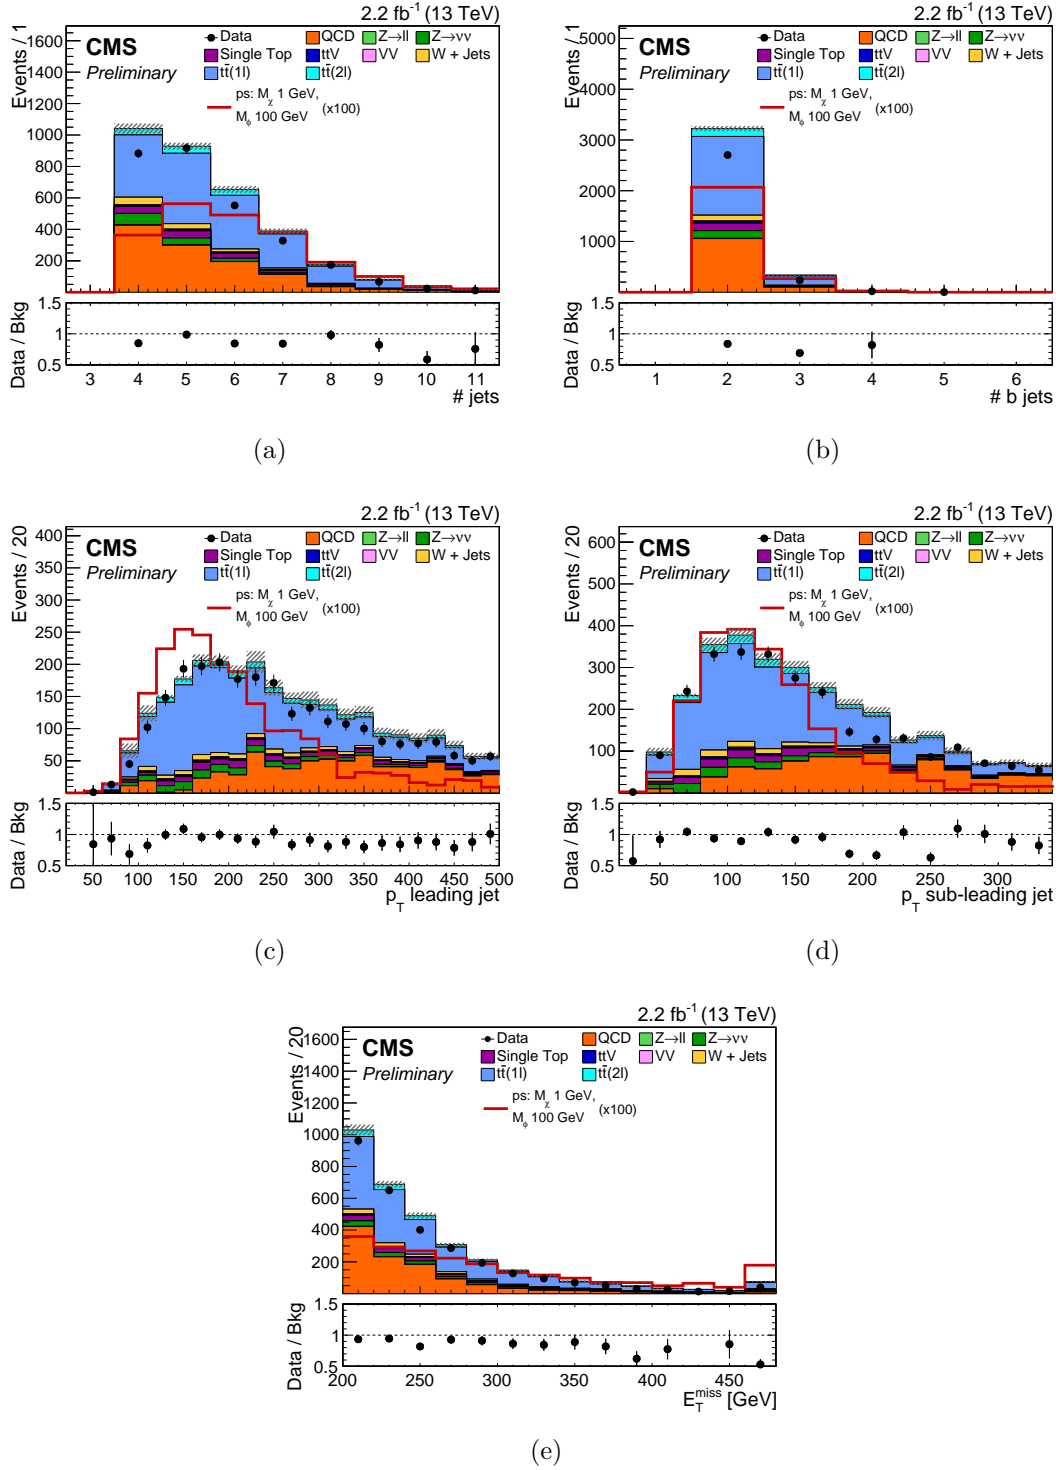 2.2 fb⁻¹ (13 TeV)
Events / 1
CMS
Preliminary
Data
QCD
Z→ll
Z→νν
Single Top
ttV
VV
W + Jets
tt̄(1l)
tt̄(2l)
ps: M_χ 1 GeV,
M_ϕ 100 GeV
(x100)
1600
1400
1200
1000
800
600
400
200
Data / Bkg
1.5
1
0.5
3 4 5 6 7 8 9 10 11
# jets
(a)
2.2 fb⁻¹ (13 TeV)
Events / 1
CMS
Preliminary
Data
QCD
Z→ll
Z→νν
Single Top
ttV
VV
W + Jets
tt̄(1l)
tt̄(2l)
ps: M_χ 1 GeV,
M_ϕ 100 GeV
(x100)
5000
4000
3000
2000
1000
Data / Bkg
1.5
1
0.5
1 2 3 4 5 6
# b jets
(b)
2.2 fb⁻¹ (13 TeV)
Events / 20
CMS
Preliminary
Data
QCD
Z→ll
Z→νν
Single Top
ttV
VV
W + Jets
tt̄(1l)
tt̄(2l)
ps: M_χ 1 GeV,
M_ϕ 100 GeV
(x100)
400
350
300
250
200
150
100
50
Data / Bkg
1.5
1
0.5
50 100 150 200 250 300 350 400 450 500
p_T leading jet
(c)
2.2 fb⁻¹ (13 TeV)
Events / 20
CMS
Preliminary
Data
QCD
Z→ll
Z→νν
Single Top
ttV
VV
W + Jets
tt̄(1l)
tt̄(2l)
ps: M_χ 1 GeV,
M_ϕ 100 GeV
(x100)
600
500
400
300
200
100
Data / Bkg
1.5
1
0.5
50 100 150 200 250 300
p_T sub-leading jet
(d)
2.2 fb⁻¹ (13 TeV)
Events / 20
CMS
Preliminary
Data
QCD
Z→ll
Z→νν
Single Top
ttV
VV
W + Jets
tt̄(1l)
tt̄(2l)
ps: M_χ 1 GeV,
M_ϕ 100 GeV
(x100)
1600
1400
1200
1000
800
600
400
200
Data / Bkg
1.5
1
0.5
200 250 300 350 400 450
E_T^miss [GeV]
(e)